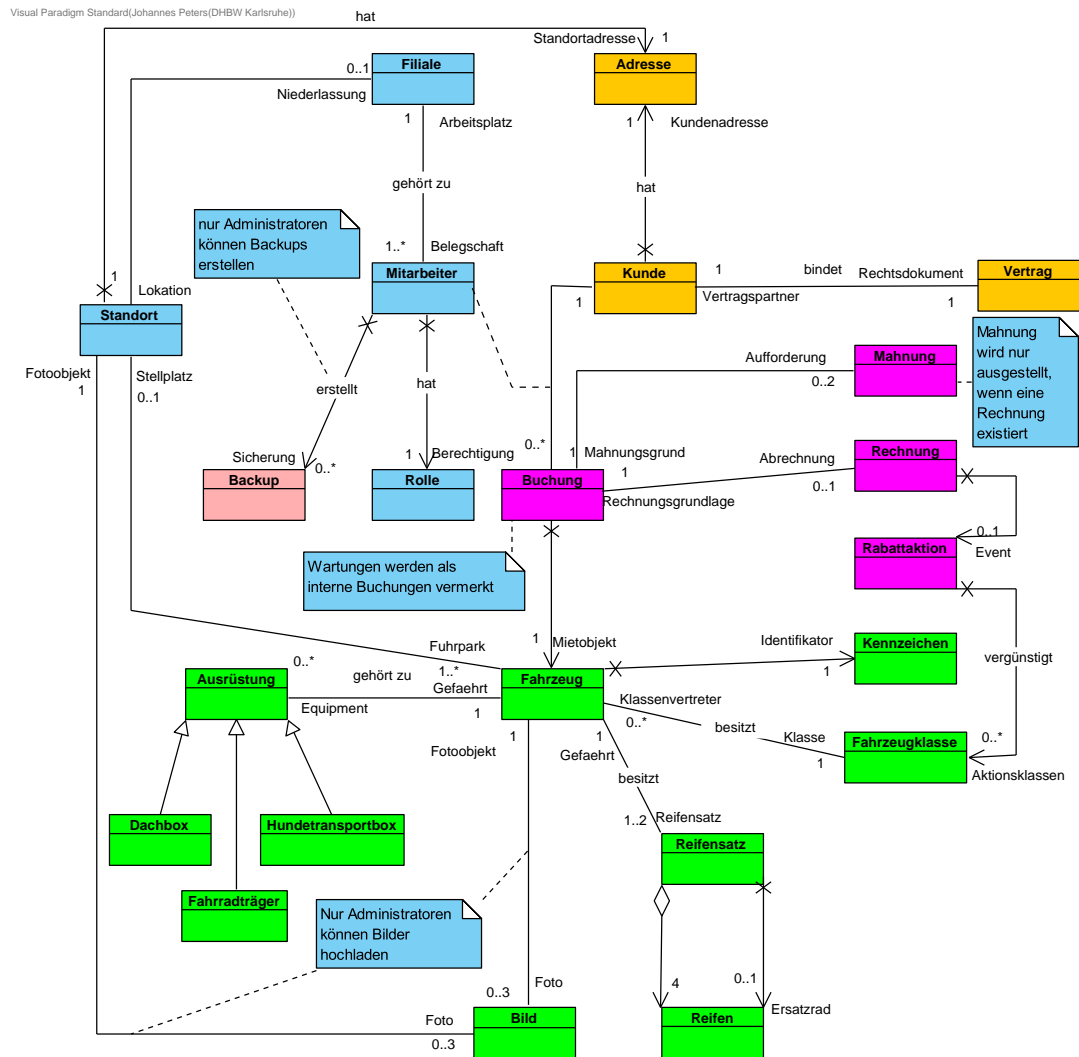 Visual Paradigm Standard(Johannes Peters(DHBW Karlsruhe))
hat
Standortadresse
1
Filiale
Adresse
0..1
Niederlassung
1
Arbeitsplatz
1
Kundenadresse
gehört zu
hat
nur Administratoren
können Backups
erstellen
1..*
Belegschaft
1
Lokation
Mitarbeiter
Kunde
1
bindet
Rechtsdokument
Vertrag
Vertragspartner
1
1
Standort
Mahnung
wird nur
ausgestellt,
wenn eine
Rechnung
existiert
Fotoobjekt
1
Stellplatz
0..1
Aufforderung
0..2
Mahnung
erstellt
hat
0..*
1
Mahnungsgrund
Sicherung
0..*
1
Berechtigung
1
Abrechnung
0..1
Rechnung
Backup
Rolle
Buchung
Rechnungsgrundlage
0..1
Event
Rabattaktion
Wartungen werden als
interne Buchungen vermerkt
1
Mietobjekt
Identifikator
1
Kennzeichen
vergünstigt
Fuhrpark
1..*
0..*
gehört zu
Ausrüstung
Equipment
Gefaehrt
1
Fahrzeug
Klassenvertreter
0..*
besitzt
Klasse
1
Fahrzeugklasse
0..*
Aktionsklassen
Fotoobjekt
1
1
Gefaehrt
besitzt
1..2
Reifensatz
Dachbox
Hundetransportbox
Reifensatz
Fahrradträger
Nur Administratoren
können Bilder
hochladen
Foto
0..3
4
0..1
Ersatzrad
Foto
0..3
Bild
Reifen